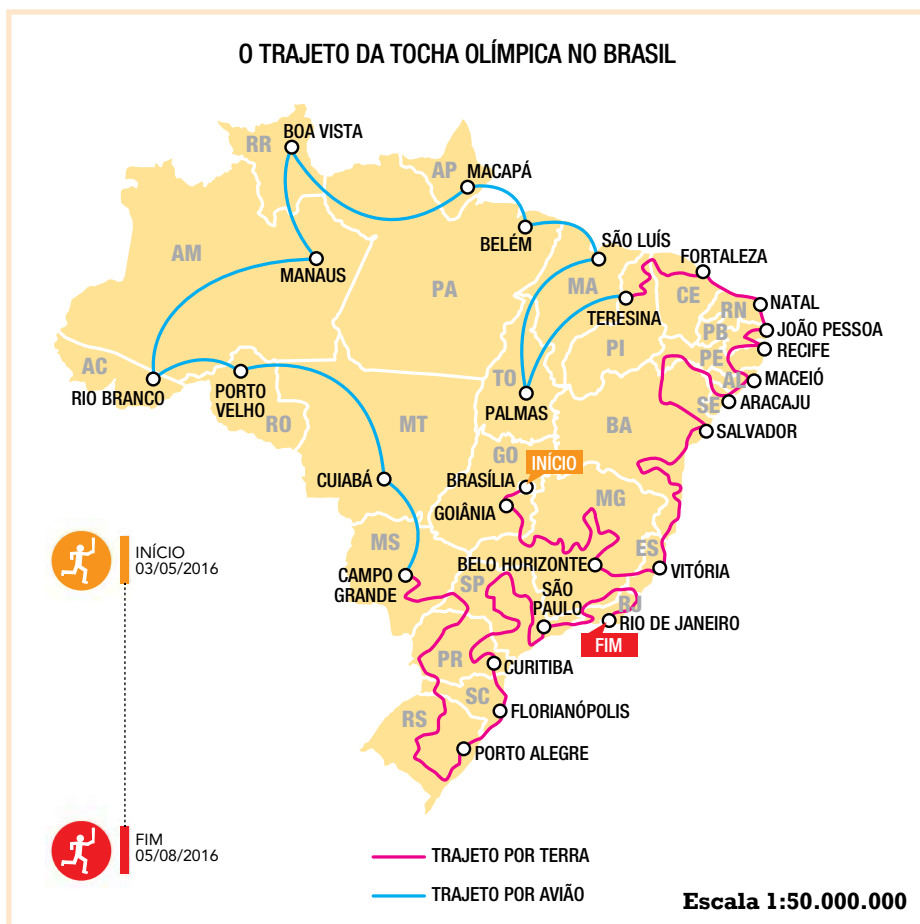 O TRAJETO DA TOCHA OLÍMPICA NO BRASIL
BOA VISTA
RR
AP
MACAPÁ
BELÉM
SÃO LUÍS
FORTALEZA
AM
MANAUS
PA
MA
CE
TERESINA
RN
NATAL
PB
JOÃO PESSOA
RECIFE
PI
PE
AC
RIO BRANCO
PORTO
VELHO
TO
PALMAS
AL
MACEIÓ
SE
ARACAJU
RO
MT
BA
SALVADOR
GO
INÍCIO
CUIABÁ
BRASÍLIA
GOIÂNIA
MG
MS
ES
BELO HORIZONTE
VITÓRIA
CAMPO
GRANDE
SP
SÃO
PAULO
BJ
RIO DE JANEIRO
FIM
PR
CURITIBA
SC
FLORIANÓPOLIS
RS
PORTO ALEGRE
INÍCIO
03/05/2016
FIM
05/08/2016
TRAJETO POR TERRA
TRAJETO POR AVIÃO
Escala 1:50.000.000